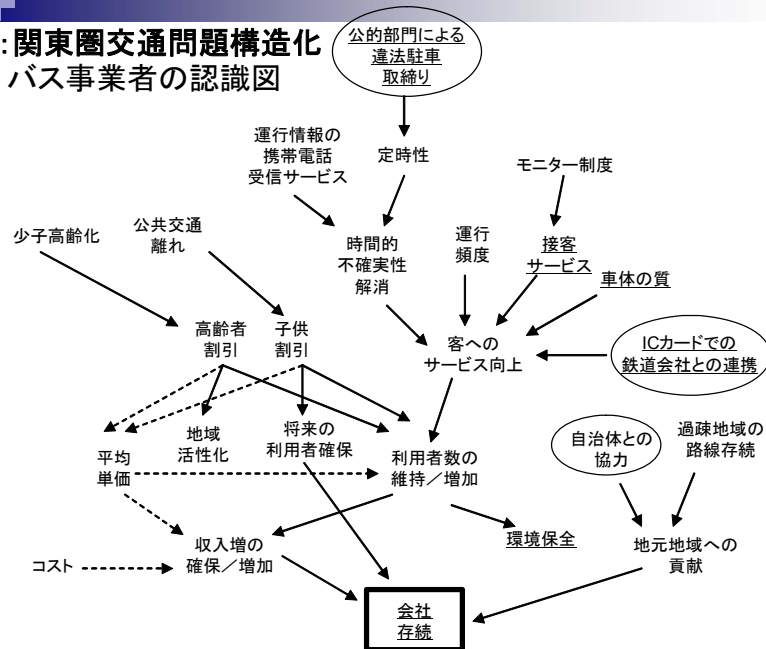 :関東圏交通問題構造化
バス事業者の認識図
公的部門による
違法駐車
取締り
運行情報の
携帯電話
受信サービス
定時性
モニター制度
少子高齢化
公共交通
離れ
時間的
不確実性
解消
運行
頻度
接客
サービス
車体の質
高齢者
割引
子供
割引
客への
サービス向上
ICカードでの
鉄道会社との連携
平均
単価
地域
活性化
将来の
利用者確保
利用者数の
維持／増加
自治体との
協力
過疎地域の
路線存続
コスト
収入増の
確保／増加
環境保全
地元地域への
貢献
会社
存続